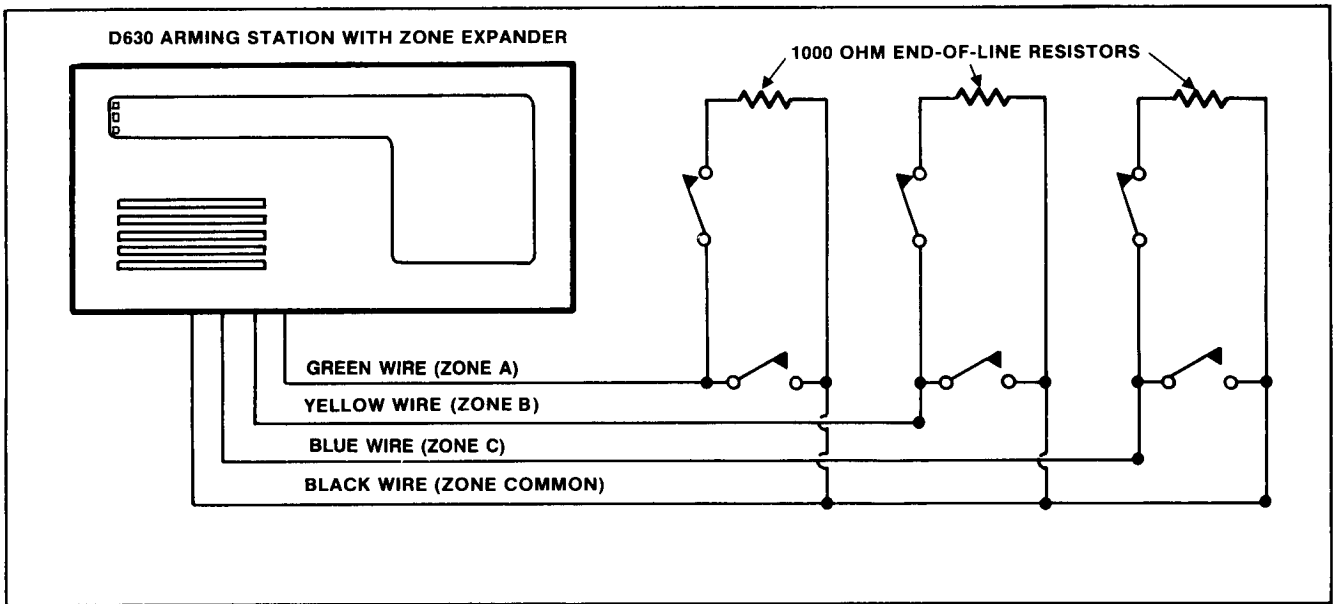 D630 ARMING STATION WITH ZONE EXPANDER
1000 OHM END-OF-LINE RESISTORS
GREEN WIRE (ZONE A)
YELLOW WIRE (ZONE B)
BLUE WIRE (ZONE C)
BLACK WIRE (ZONE COMMON)